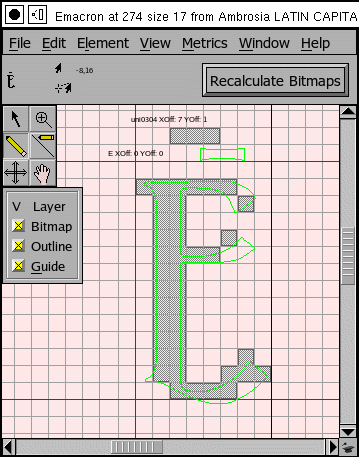 Emacron at 274 size 17 from Ambrosia LATIN CAPITA
File Edit Element View Metrics Window Help
-8,16
Recalculate Bitmaps
uni0304 XOff: 7 YOff: 1
E XOff: 0 YOff: 0
V Layer
Bitmap
Outline
Guide